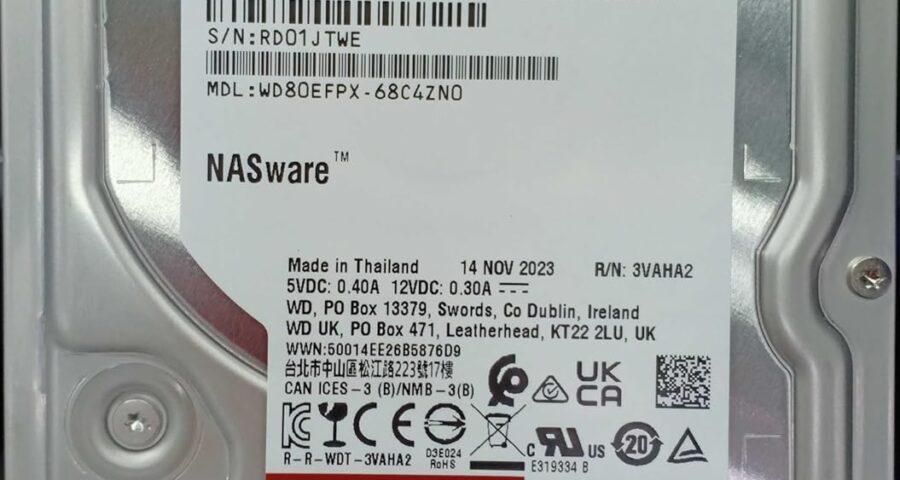 S/N:RD01JTWE
MDL:WD80EFPX-68C4ZN0
NASware™
Made in Thailand 14 NOV 2023 R/N: 3VAHA2
5VDC: 0.40A 12VDC: 0.30A
WD, PO Box 13379, Swords, Co Dublin, Ireland
WD UK, PO Box 471, Leatherhead, KT22 2LU, UK
WWN:50014EE26B5876D9
台北市中山區松江路223號17樓
CAN ICES-3 (B)/NMB-3(B)
UK
CA
CE
c RU US
20
R-R-WDT-3VAHA2
D3E024
RoHS
E319334 B